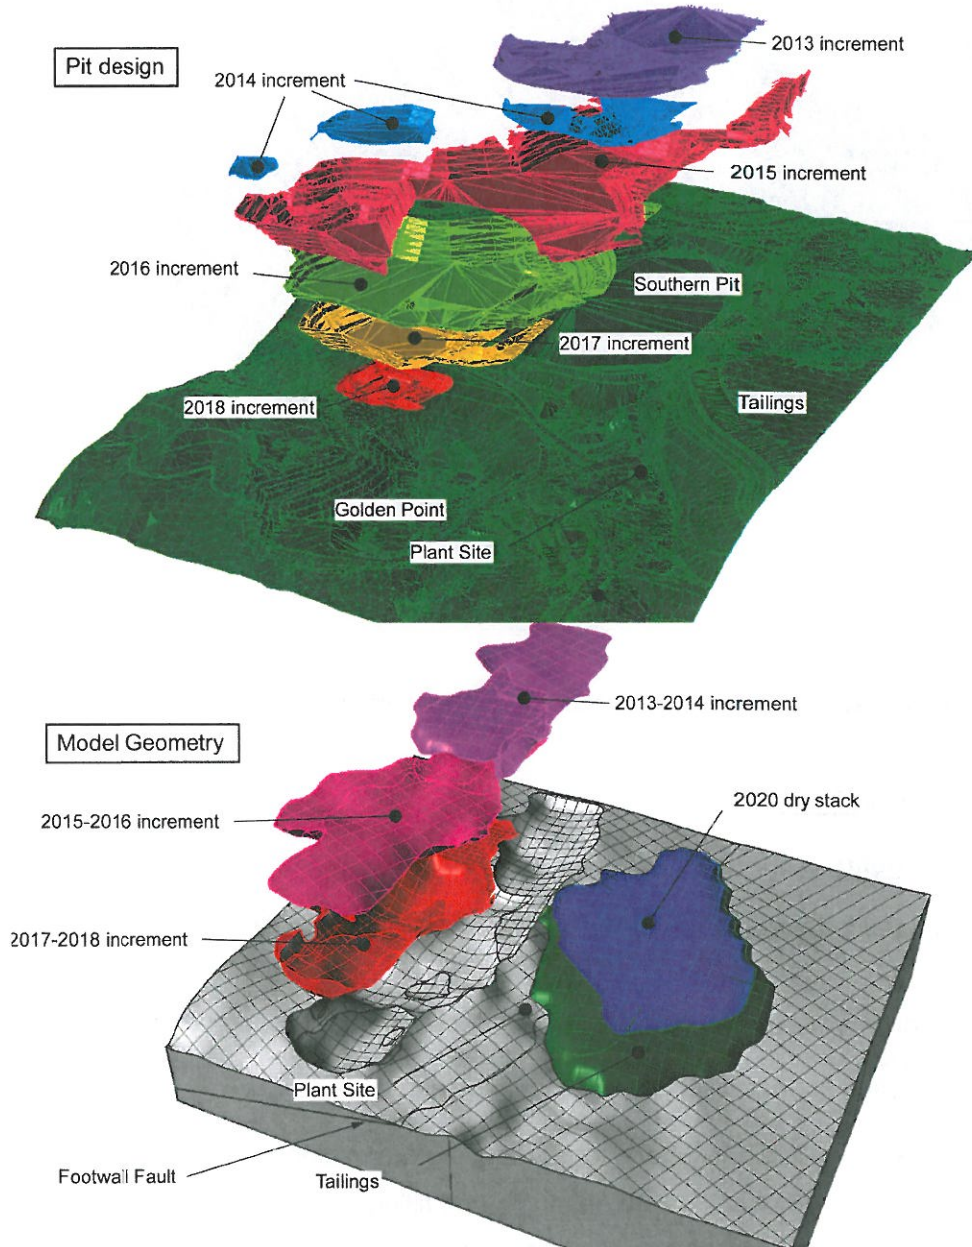 2013 increment
Pit design
2014 increment
2015 increment
2016 increment
Southern Pit
2017 increment
2018 increment
Tailings
Golden Point
Plant Site
2013-2014 increment
Model Geometry
2020 dry stack
2015-2016 increment
2017-2018 increment
Plant Site
Footwall Fault
Tailings